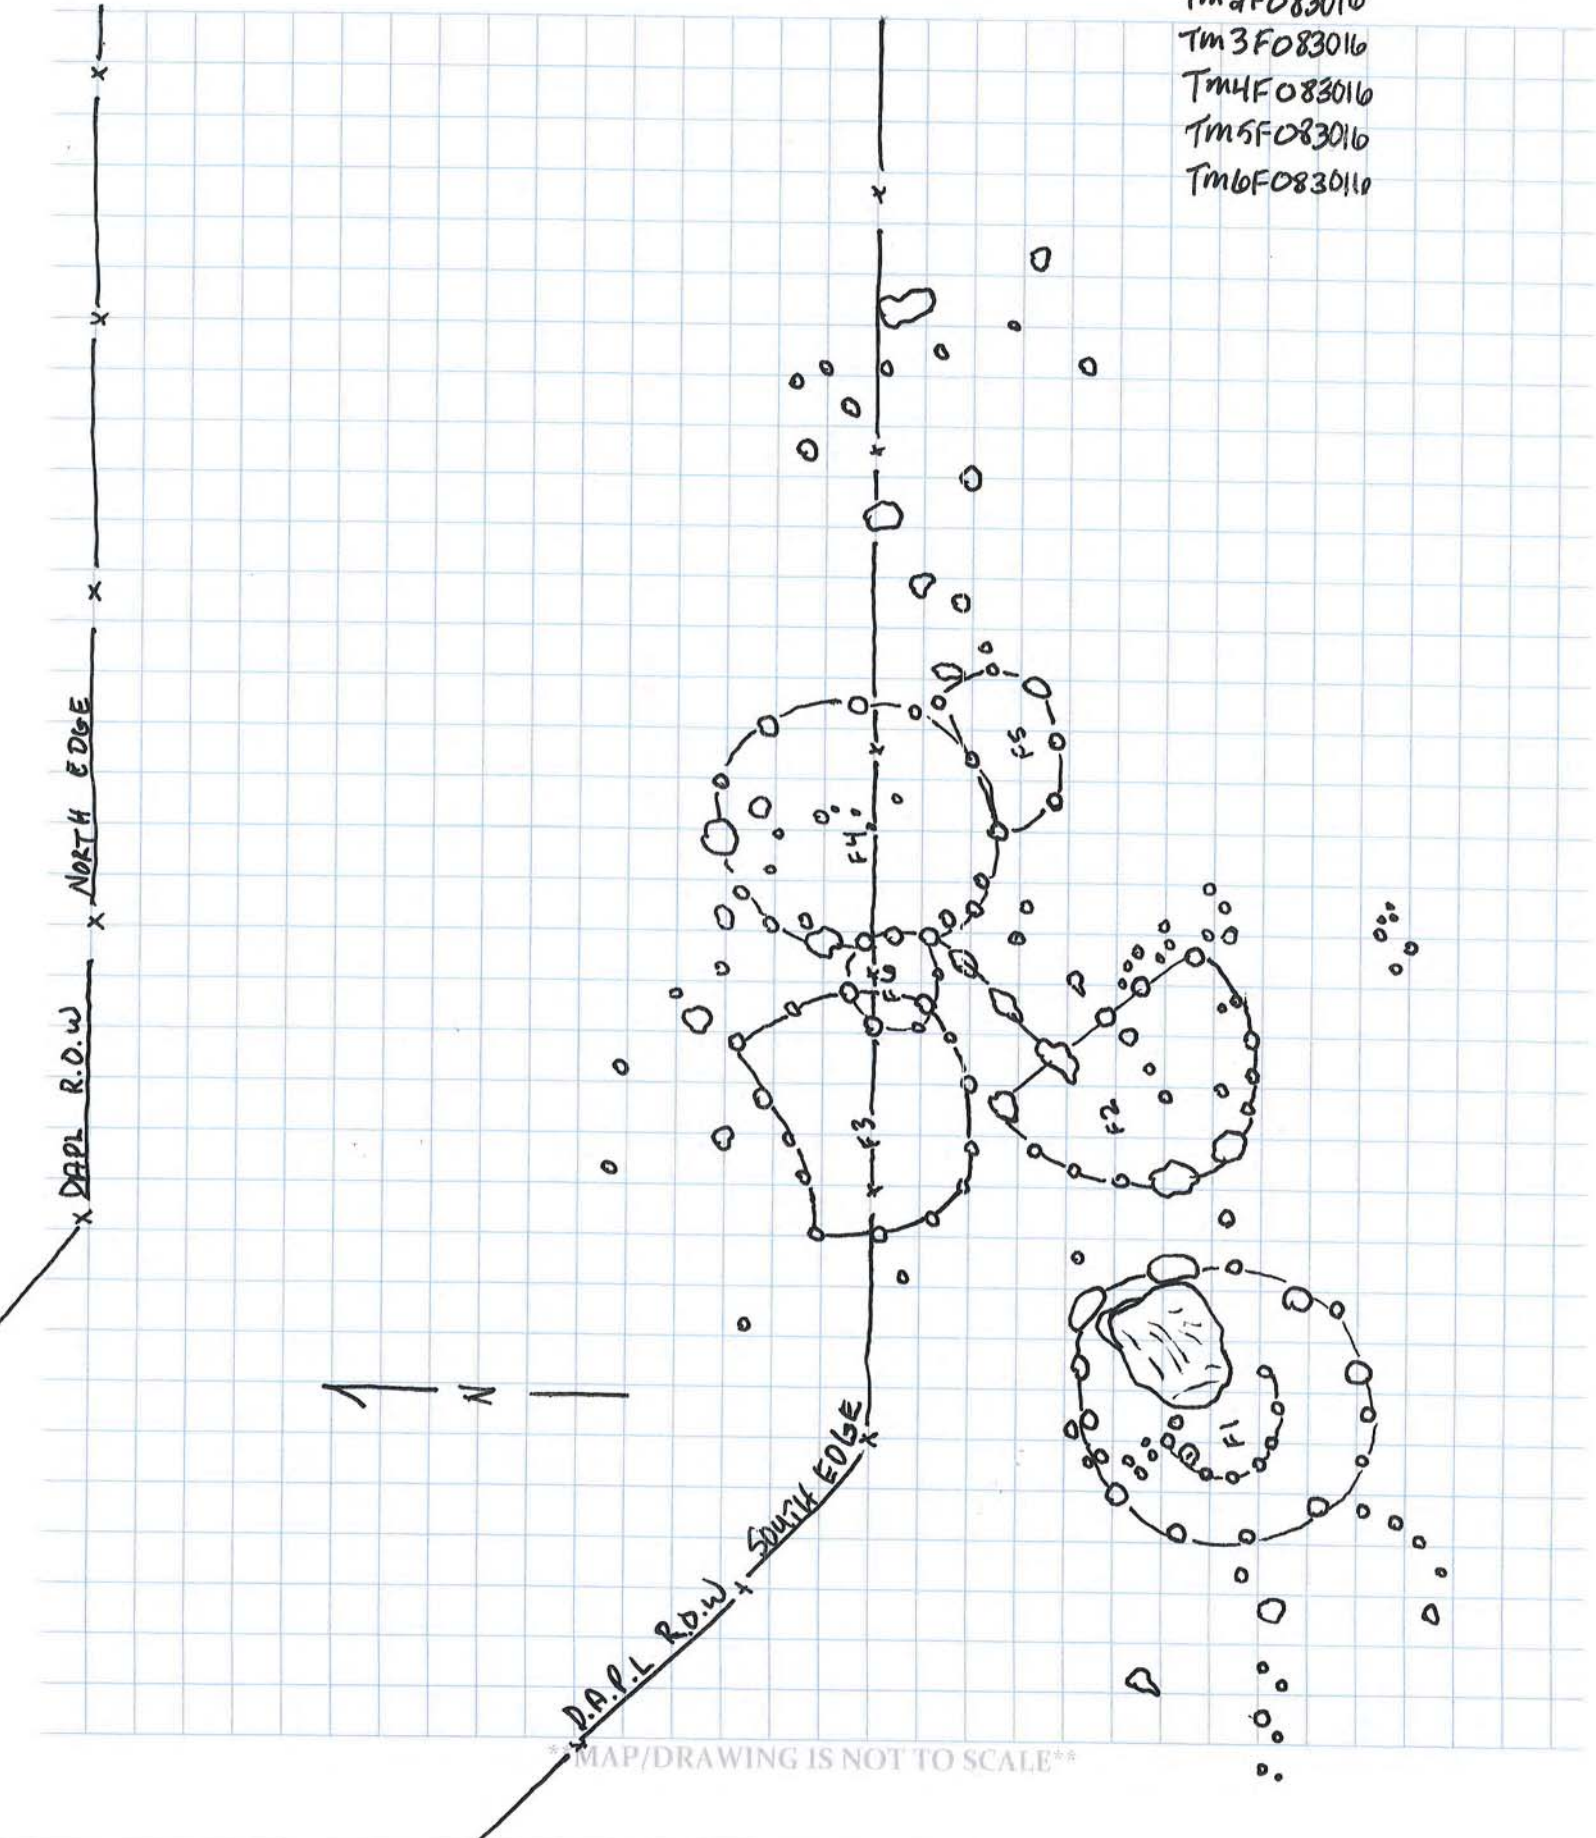 Tm2F083016
Tm3F083016
Tm4F083016
Tm5F083016
Tm6F083016
DAPL R.O.W NORTH EDGE
F5
F4
F6
F3
F2
F1
N
D.A.P.L R.O.W SOUTH EDGE
**MAP/DRAWING IS NOT TO SCALE**